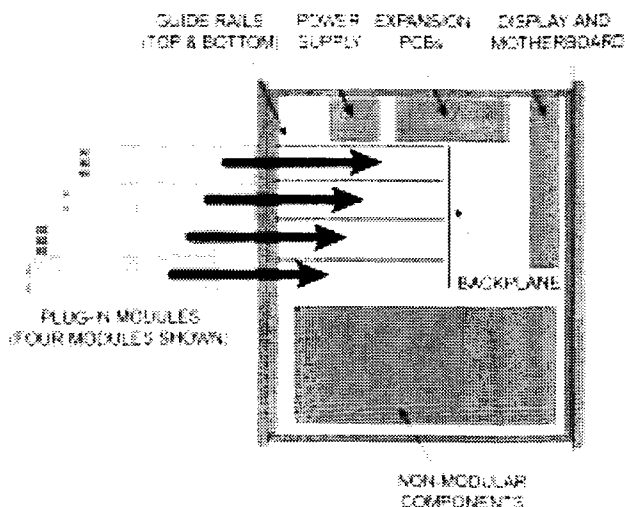 GUIDE RAILS
(TOP & BOTTOM)
POWER
SUPPLY
EXPANSION
PCBs
DISPLAY AND
MOTHERBOARD
BACKPLANE
PLUG-IN MODULES
(FOUR MODULES SHOWN)
NON-MODULAR
COMPONENTS